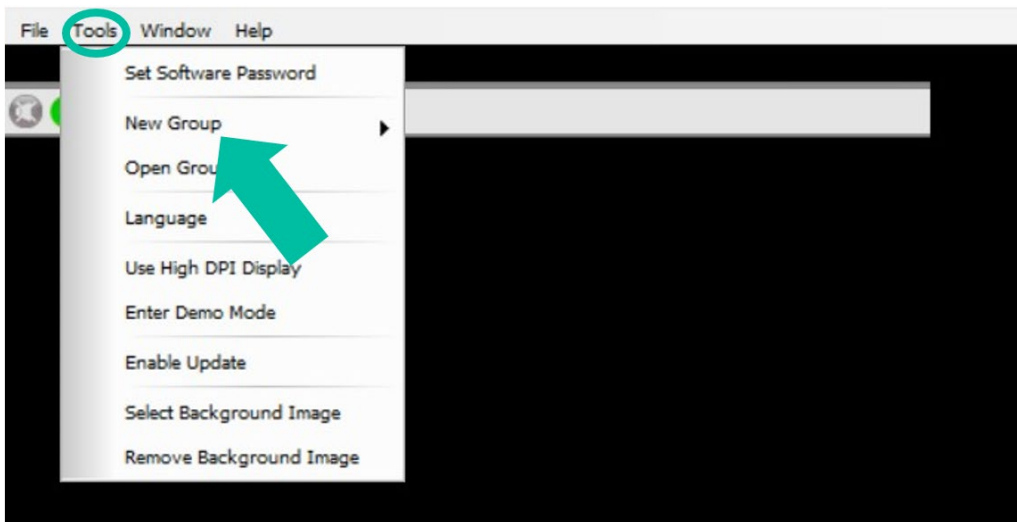 File Tools Window Help
Set Software Password
New Group
Open Grou
Language
Use High DPI Display
Enter Demo Mode
Enable Update
Select Background Image
Remove Background Image